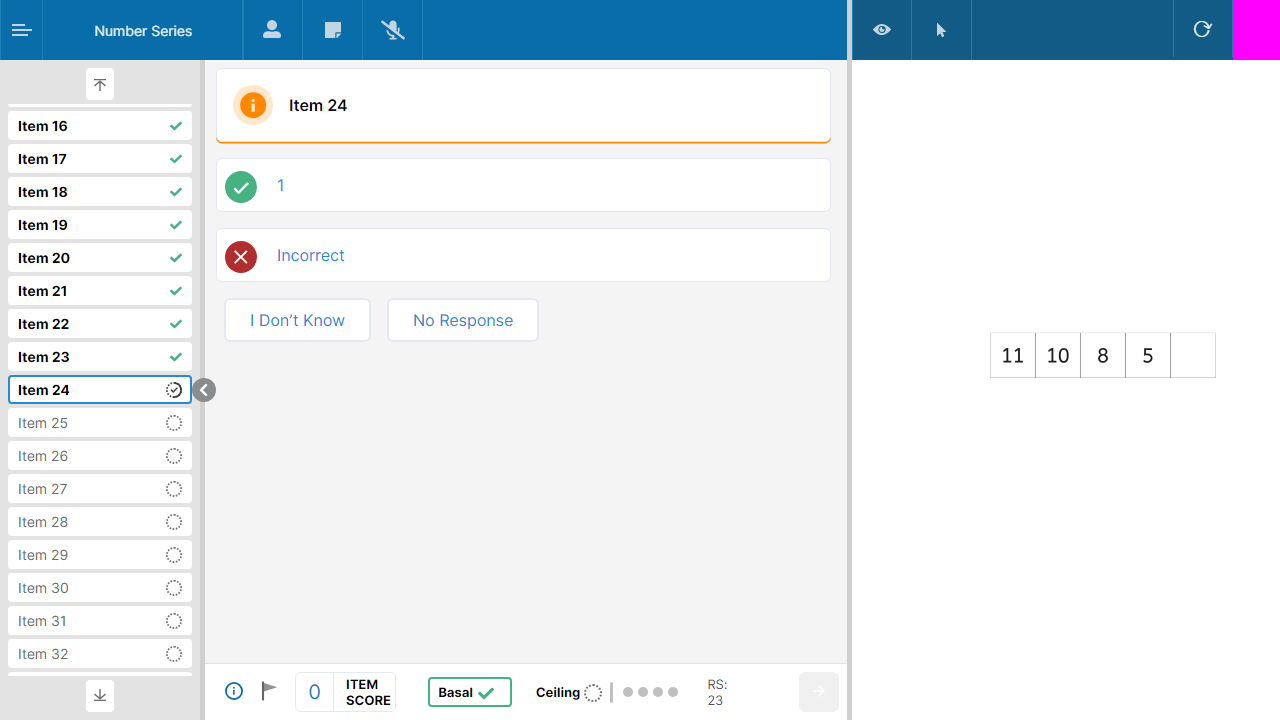 Number Series
Item 16
Item 17
Item 18
Item 19
Item 20
Item 21
Item 22
Item 23
Item 24
Item 25
Item 26
Item 27
Item 28
Item 29
Item 30
Item 31
Item 32
Item 24
1
Incorrect
I Don’t Know
No Response
0
ITEM
SCORE
Basal
Ceiling
RS:
23
11 10 8 5